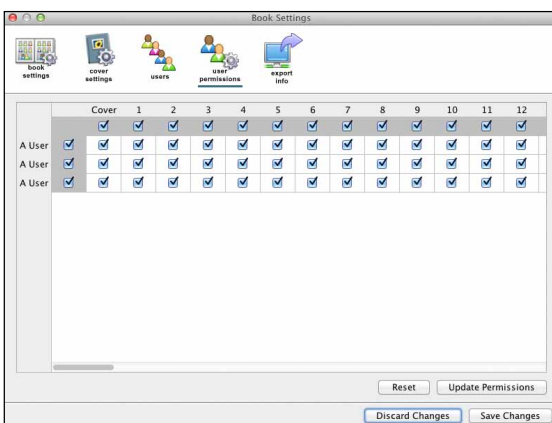 Book Settings
book settings
cover settings
users
user permissions
export info
Cover 1 2 3 4 5 6 7 8 9 10 11 12
A User
A User
A User
Reset Update Permissions
Discard Changes Save Changes